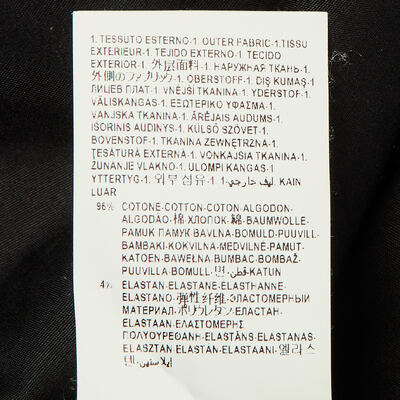 1. TESSUTO ESTERNO-1. OUTER FABRIC-1.TISSU
EXTERIEUR-1. TEJIDO EXTERNO-1. TECIDO
EXTERIOR-1. 外层面料-1. НАРУЖНАЯ ТКАНЬ-1.
外側のファブリック-1. OBERSTOFF-1. DIŞ KUMAŞ-1.
ЛИЦЕВ ПЛАТ-1. VNĚJŠÍ TKANINA-1. YDERSTOF-1.
VÄLISKANGAS-1. ΕΞΩΤΕΡΙΚΟ ΥΦΑΣΜΑ-1.
VANJSKA TKANINA-1. ĀRĒJAIS AUDUMS-1.
IŠORINIS AUDINYS-1. KÜLSŐ SZÖVET-1.
BOVENSTOF-1. TKANINA ZEWNĘTRZNA-1.
ŢESĂTURĂ EXTERNĂ-1. VONKAJŠIA TKANINA-1.
ZUNANJE VLAKNO-1. ULOMPI KANGAS-1
YTTERTYG-1. 외부 섬유-1 .1 ليف خارجي. KAIN
LUAR
96% COTONE-COTTON-COTON-ALGODON-
ALGODÃO-棉-ХЛОПОК-綿-BAUMWOLLE-
PAMUK-ПАМУК-BAVLNA-BOMULD-PUUVILL-
BAMBAKI-KOKVILNA-MEDVILNĖ-PAMUT-
KATOEN-BAWEŁNA-BUMBAC-BOMBAŽ-
PUUVILLA-BOMULL-면-قطن-KATUN
4% ELASTAN-ELASTANE-ELASTHANNE-
ELASTANO-弹性纤维-ЭЛАСТОМЕРНЫЙ
МАТЕРИАЛ-ポリウレタン-ЕЛАСТАН-
ELASTAAN-ΕΛΑΣΤΟΜΕΡΗΣ
ΠΟΛΥΟΥΡΕΘΑΝΗ-ELASTĀNS-ELASTANAS-
ELASZTÁN-ELASTAN-ELASTAANI-엘라스
텐-إيلاستين